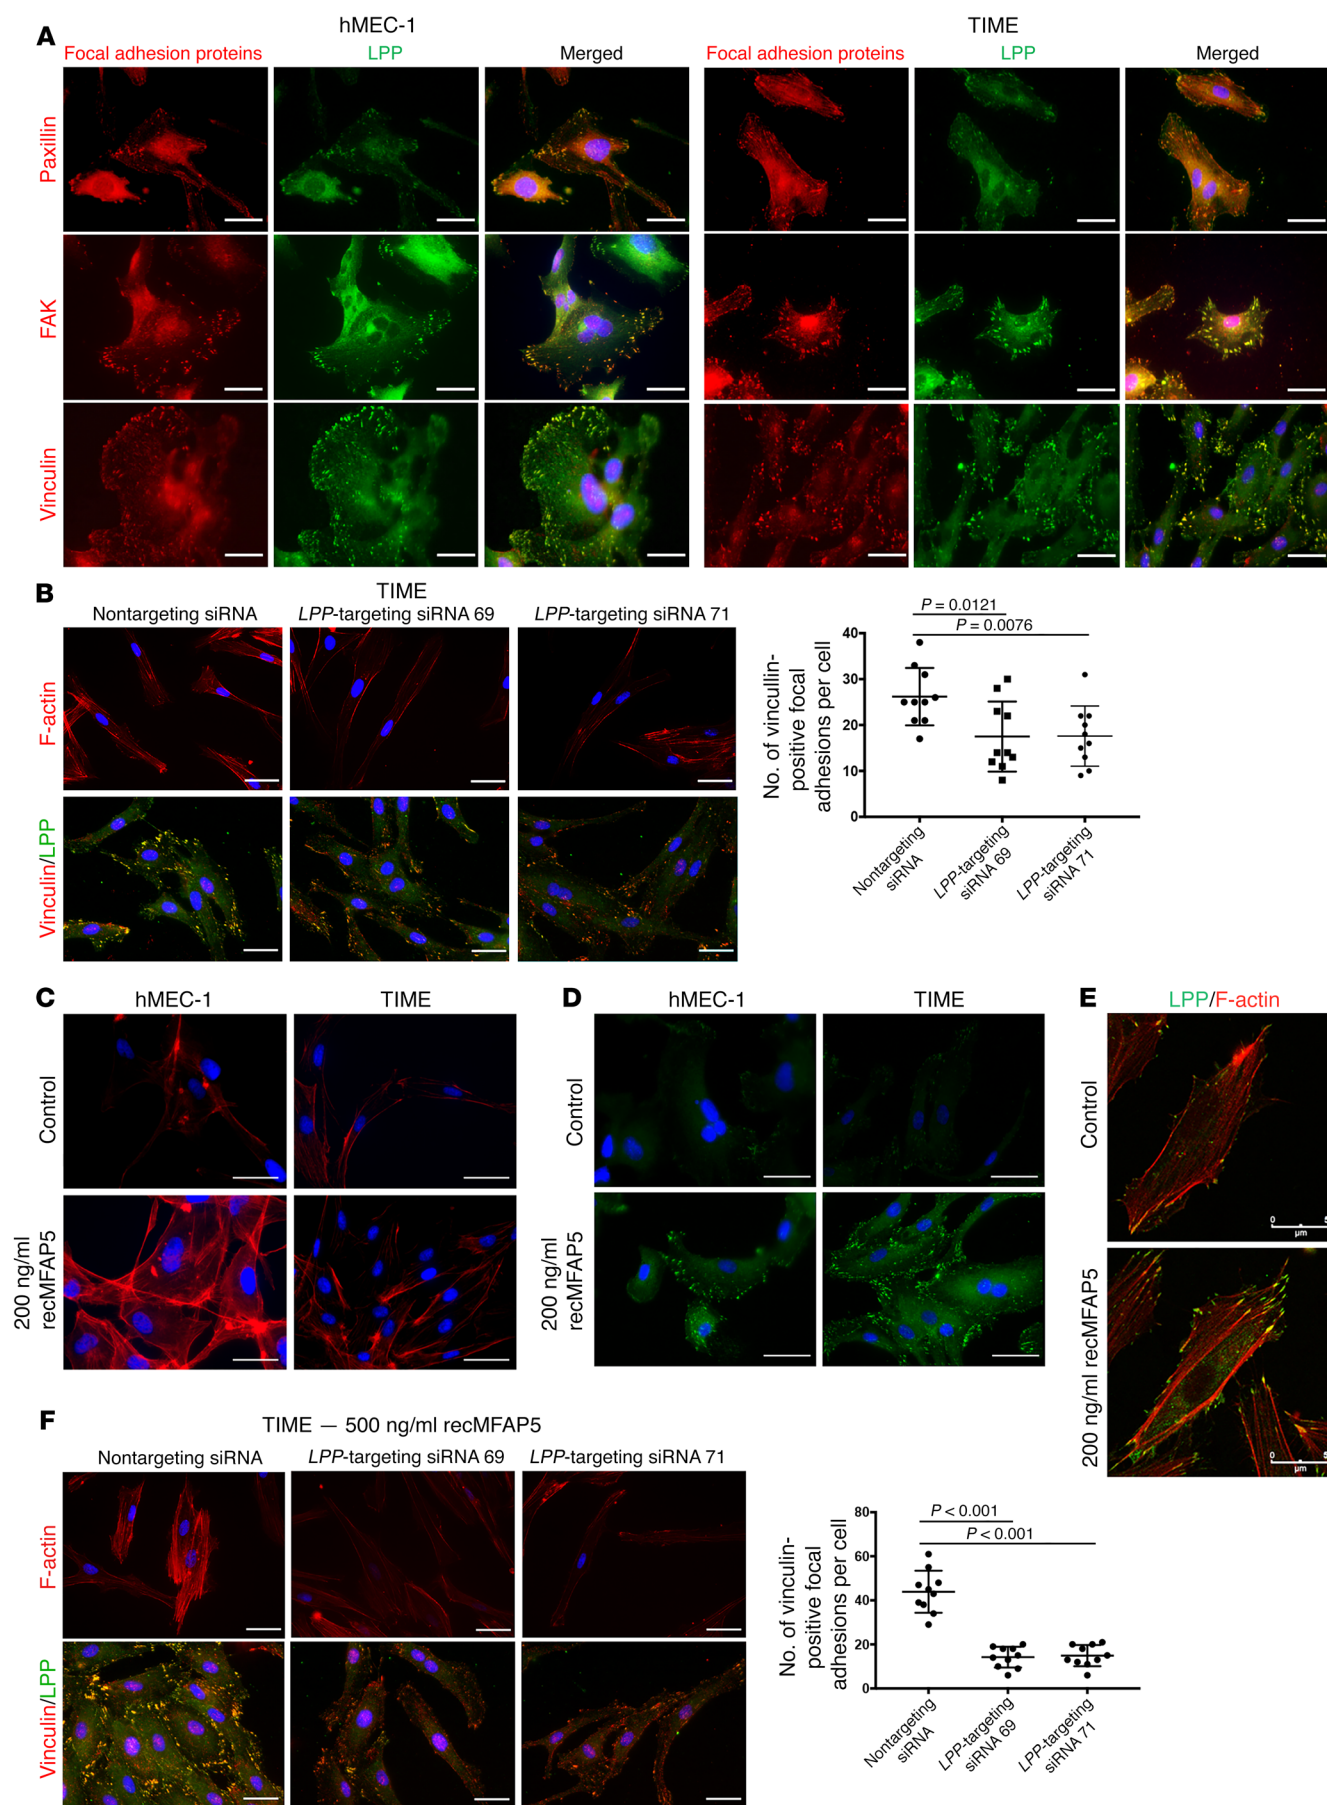 A
hMEC-1
TIME
Focal adhesion proteins
LPP
Merged
Focal adhesion proteins
LPP
Merged
Paxillin
FAK
Vinculin
B
TIME
Nontargeting siRNA
LPP-targeting siRNA 69
LPP-targeting siRNA 71
F-actin
Vinculin/LPP
No. of vincullin-
positive focal
adhesions per cell
P = 0.0121
P = 0.0076
40
30
20
10
0
Nontargeting
siRNA
LPP-targeting
siRNA 69
LPP-targeting
siRNA 71
C
hMEC-1
TIME
Control
200 ng/ml
recMFAP5
D
hMEC-1
TIME
Control
200 ng/ml
recMFAP5
E
LPP/F-actin
Control
0 5
µm
200 ng/ml recMFAP5
0 5
µm
F
TIME — 500 ng/ml recMFAP5
Nontargeting siRNA
LPP-targeting siRNA 69
LPP-targeting siRNA 71
F-actin
Vinculin/LPP
No. of vinculin-
positive focal
adhesions per cell
P < 0.001
P < 0.001
80
60
40
20
0
Nontargeting
siRNA
LPP-targeting
siRNA 69
LPP-targeting
siRNA 71